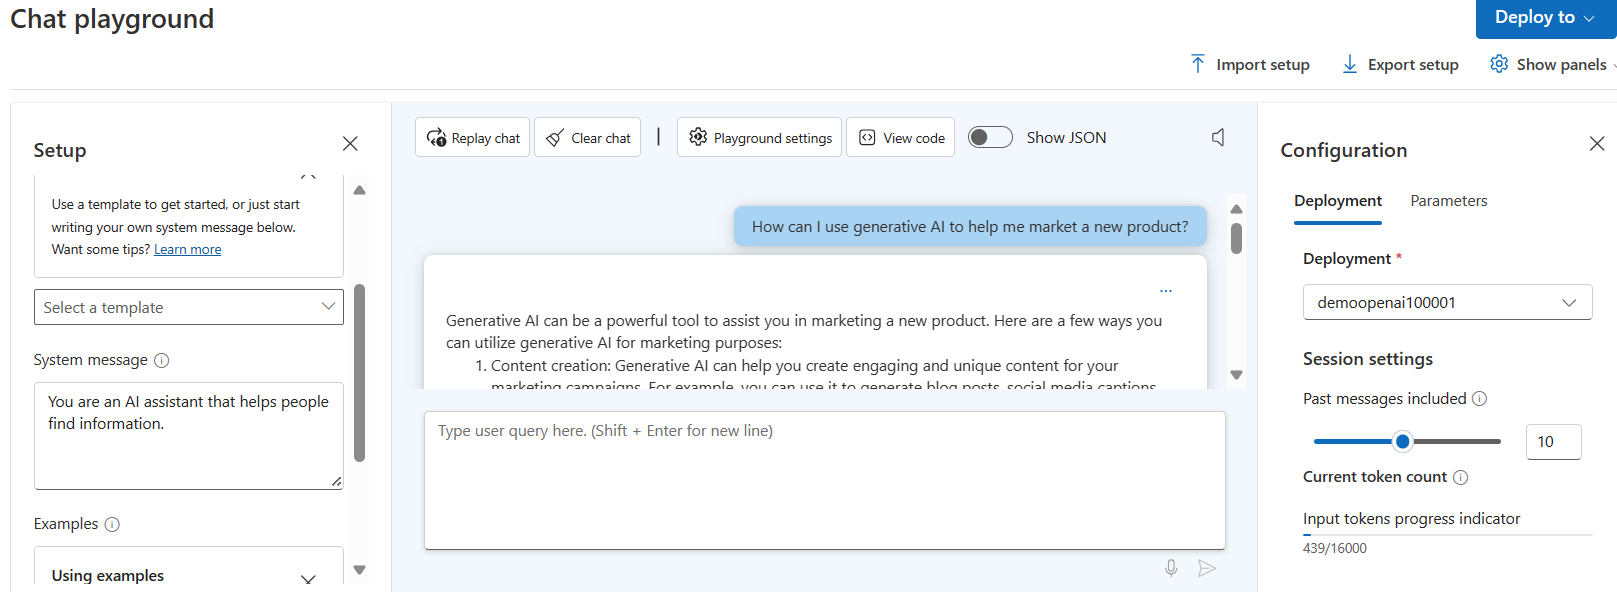 Chat playground
Deploy to
Import setup
Export setup
Show panels
Setup
Use a template to get started, or just start
writing your own system message below.
Want some tips? Learn more
Select a template
System message
You are an AI assistant that helps people
find information.
Examples
Using examples
Replay chat
Clear chat
Playground settings
View code
Show JSON
How can I use generative AI to help me market a new product?
...
Generative AI can be a powerful tool to assist you in marketing a new product. Here are a few ways you
can utilize generative AI for marketing purposes:
1. Content creation: Generative AI can help you create engaging and unique content for your
marketing campaigns. For example, you can use it to generate blog posts, social media captions,
Type user query here. (Shift + Enter for new line)
Configuration
Deployment
Parameters
Deployment *
demoopenai100001
Session settings
Past messages included
10
Current token count
Input tokens progress indicator
439/16000